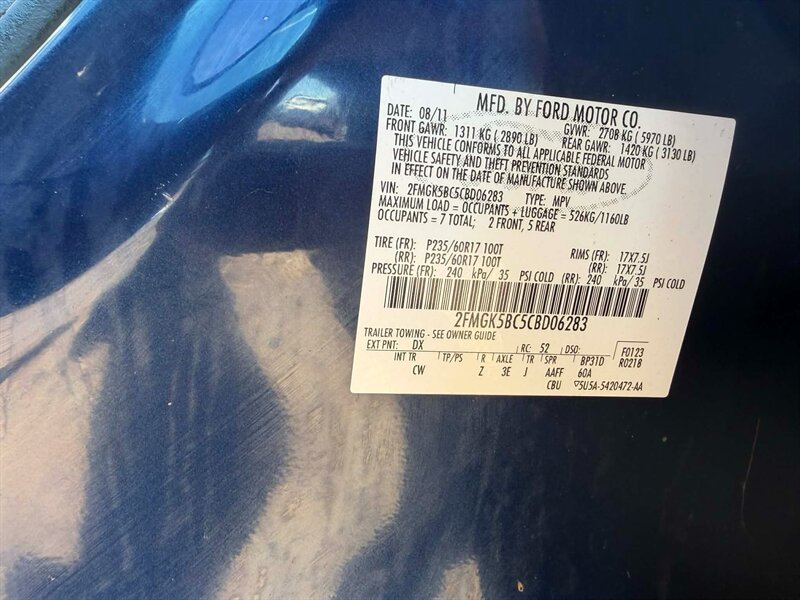 MFD. BY FORD MOTOR CO.
DATE: 08/11 GVWR: 2708 KG ( 5970 LB)
FRONT GAWR: 1311 KG ( 2890 LB) REAR GAWR: 1420 KG ( 3130 LB)
THIS VEHICLE CONFORMS TO ALL APPLICABLE FEDERAL MOTOR
VEHICLE SAFETY AND THEFT PREVENTION STANDARDS
IN EFFECT ON THE DATE OF MANUFACTURE SHOWN ABOVE.
VIN: 2FMGK5BC5CBD06283 TYPE: MPV
MAXIMUM LOAD = OCCUPANTS + LUGGAGE = 526KG/1160LB
OCCUPANTS = 7 TOTAL; 2 FRONT, 5 REAR
TIRE (FR): P235/60R17 100T RIMS (FR): 17X7.5J
(RR): P235/60R17 100T (RR): 17X7.5J
PRESSURE (FR): 240 kPa/ 35 PSI COLD (RR): 240 kPa/ 35 PSI COLD
2FMGK5BC5CBD06283
TRAILER TOWING - SEE OWNER GUIDE
EXT PNT: DX RC: 52 DSO: F0123
INT TR TP/PS R AXLE TR SPR BP31D R0218
CW Z 3E J AAFF 60A
CBU 5U5A-5420472-AA